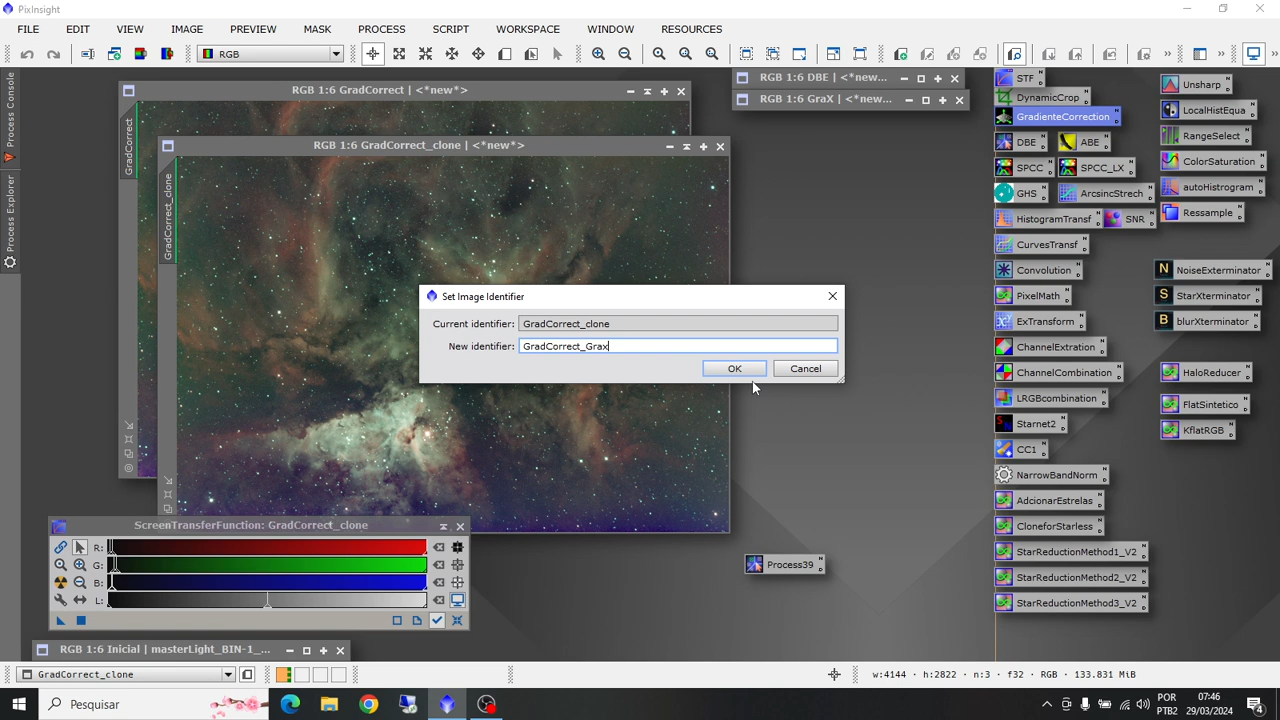 PixInsight
FILE EDIT VIEW IMAGE PREVIEW MASK PROCESS SCRIPT WORKSPACE WINDOW RESOURCES
RGB
Process Console
Process Explorer
RGB 1:6 GradCorrect | <*new*>
GradCorrect
RGB 1:6 GradCorrect_clone | <*new*>
GradCorrect_clone
RGB 1:6 DBE | <*new...
RGB 1:6 GraX | <*new...
Set Image Identifier
Current identifier: GradCorrect_clone
New identifier: GradCorrect_Grax
OK Cancel
ScreenTransferFunction: GradCorrect_clone
R:
G:
B:
L:
RGB 1:6 Inicial | masterLight_BIN-1_...
Process39
STF
DynamicCrop
GradienteCorrection
DBE ABE
SPCC SPCC_LX
GHS ArcsincStrech
HistogramTransf SNR
CurvesTransf
Convolution
PixelMath
ExTransform
ChannelExtration
ChannelCombination
LRGBcombination
Starnet2
CC1
NarrowBandNorm
AdcionarEstrelas
CloneforStarless
StarReductionMethod1_V2
StarReductionMethod2_V2
StarReductionMethod3_V2
Unsharp
LocalHistEqua
RangeSelect
ColorSaturation
autoHistrogram
Ressample
N NoiseExterminator
S StarXterminator
B blurXterminator
HaloReducer
FlatSintetico
KflatRGB
GradCorrect_clone
w:4144 · h:2822 · n:3 · f32 · RGB · 133.831 MiB
Pesquisar
POR
PTB2
07:46
29/03/2024
4